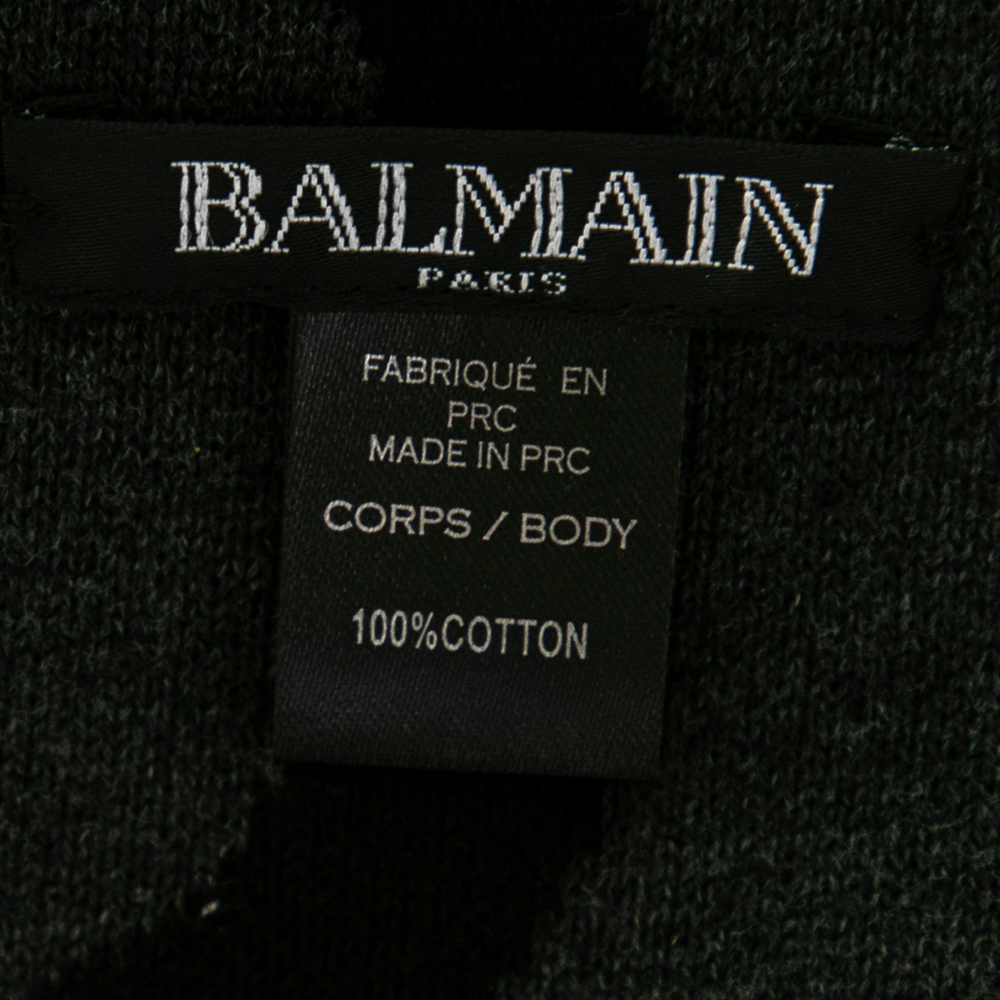 BALMAIN
PARIS
FABRIQUÉ EN
PRC
MADE IN PRC
CORPS / BODY
100%COTTON